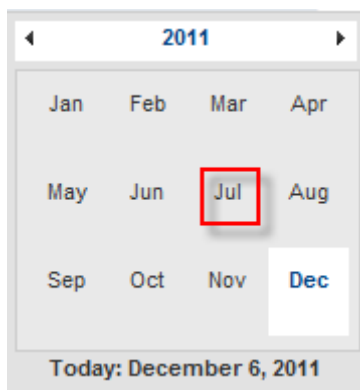 2011
Jan Feb Mar Apr
May Jun Jul Aug
Sep Oct Nov Dec
Today: December 6, 2011